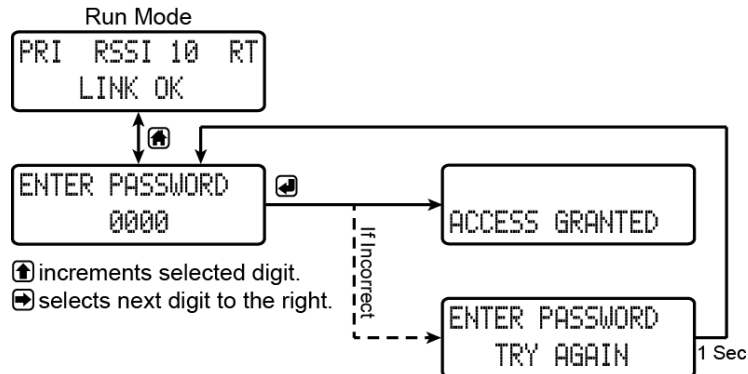 Run Mode
PRI RSSI 10 RT
LINK OK
ENTER PASSWORD
0000
ACCESS GRANTED
increments selected digit.
selects next digit to the right.
If Incorrect
ENTER PASSWORD
TRY AGAIN
1 Sec